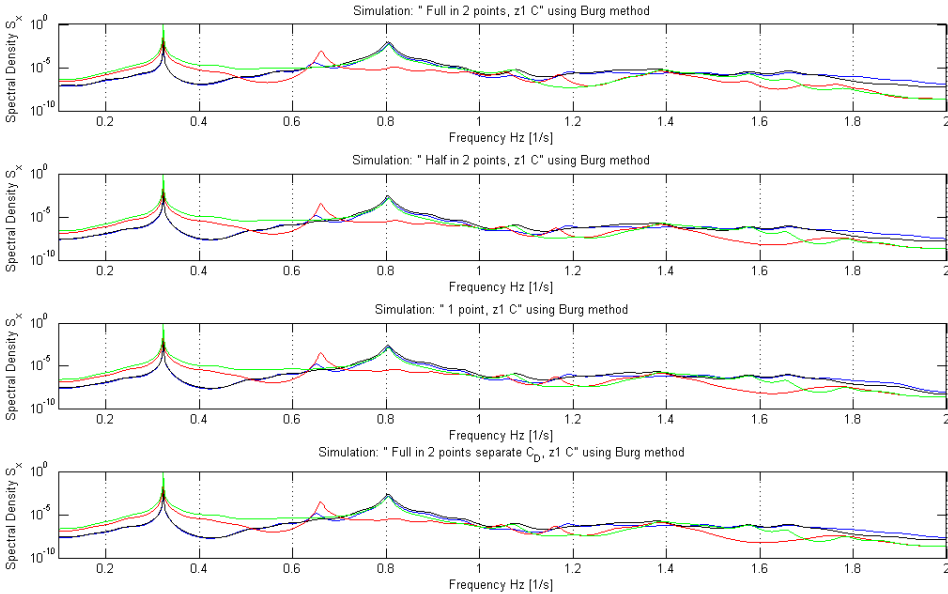 Simulation: " Full in 2 points, z1 C" using Burg method
Spectral Density S_x
10^0
10^-5
10^-10
0.2 0.4 0.6 0.8 1 1.2 1.4 1.6 1.8 2
Frequency Hz [1/s]
Simulation: " Half in 2 points, z1 C" using Burg method
Spectral Density S_x
10^0
10^-5
10^-10
0.2 0.4 0.6 0.8 1 1.2 1.4 1.6 1.8 2
Frequency Hz [1/s]
Simulation: " 1 point, z1 C" using Burg method
Spectral Density S_x
10^0
10^-5
10^-10
0.2 0.4 0.6 0.8 1 1.2 1.4 1.6 1.8 2
Frequency Hz [1/s]
Simulation: " Full in 2 points separate C_D, z1 C" using Burg method
Spectral Density S_x
10^0
10^-5
10^-10
0.2 0.4 0.6 0.8 1 1.2 1.4 1.6 1.8 2
Frequency Hz [1/s]